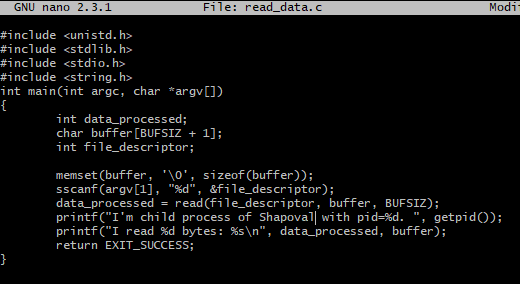 GNU nano 2.3.1 File: read_data.c Modi
#include <unistd.h>
#include <stdlib.h>
#include <stdio.h>
#include <string.h>
int main(int argc, char *argv[])
{
        int data_processed;
        char buffer[BUFSIZ + 1];
        int file_descriptor;

        memset(buffer, '\0', sizeof(buffer));
        sscanf(argv[1], "%d", &file_descriptor);
        data_processed = read(file_descriptor, buffer, BUFSIZ);
        printf("I'm child process of Shapoval with pid=%d. ", getpid());
        printf("I read %d bytes: %s\n", data_processed, buffer);
        return EXIT_SUCCESS;
}